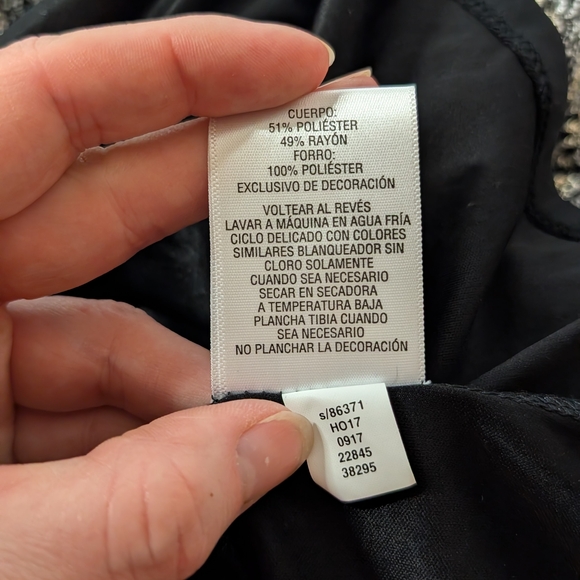 CUERPO:
51% POLIÉSTER
49% RAYÓN
FORRO:
100% POLIÉSTER
EXCLUSIVO DE DECORACIÓN
VOLTEAR AL REVÉS
LAVAR A MÁQUINA EN AGUA FRÍA
CICLO DELICADO CON COLORES
SIMILARES BLANQUEADOR SIN
CLORO SOLAMENTE
CUANDO SEA NECESARIO
SECAR EN SECADORA
A TEMPERATURA BAJA
PLANCHA TIBIA CUANDO
SEA NECESARIO
NO PLANCHAR LA DECORACIÓN
s/86371
HO17
0917
22845
38295